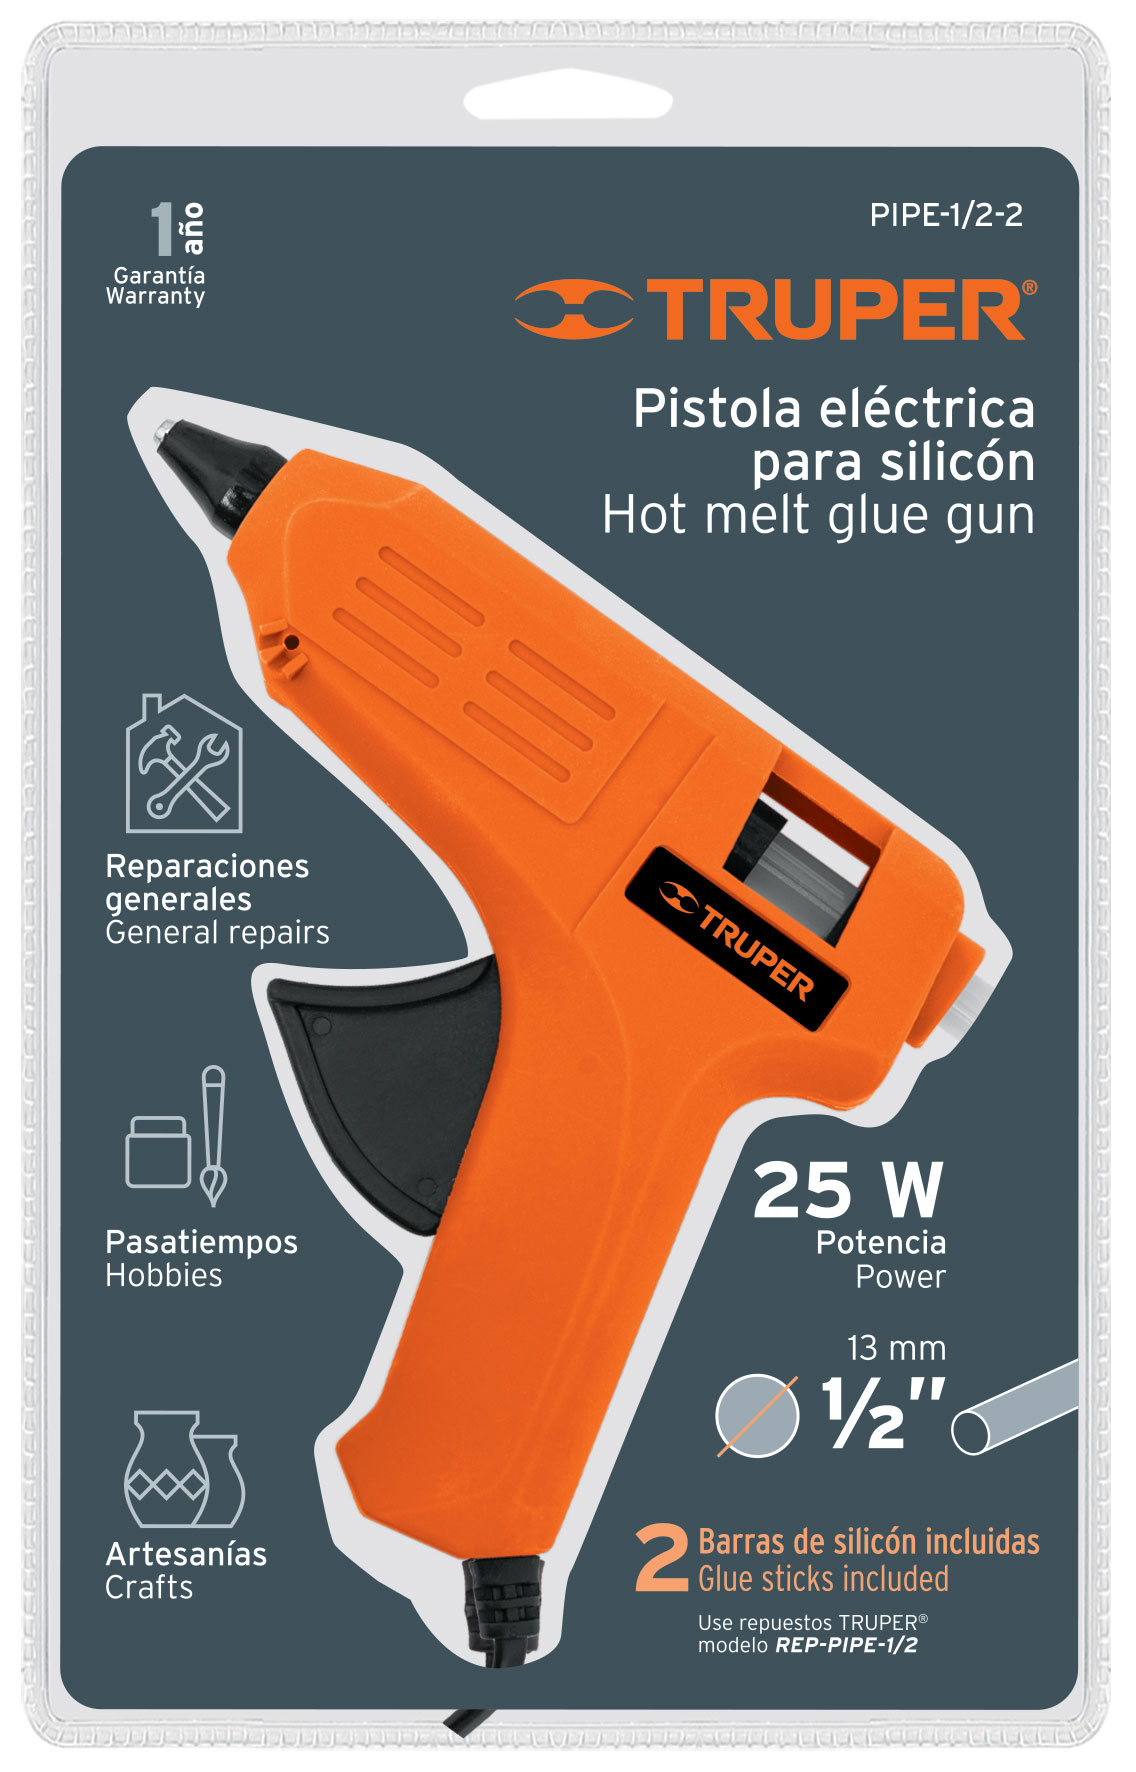 1 año
Garantía
Warranty
PIPE-1/2-2
TRUPER®
Pistola eléctrica
para silicón
Hot melt glue gun
Reparaciones
generales
General repairs
TRUPER
Pasatiempos
Hobbies
25 W
Potencia
Power
13 mm
½"
Artesanías
Crafts
2 Barras de silicón incluidas
Glue sticks included
Use repuestos TRUPER®
modelo REP-PIPE-1/2